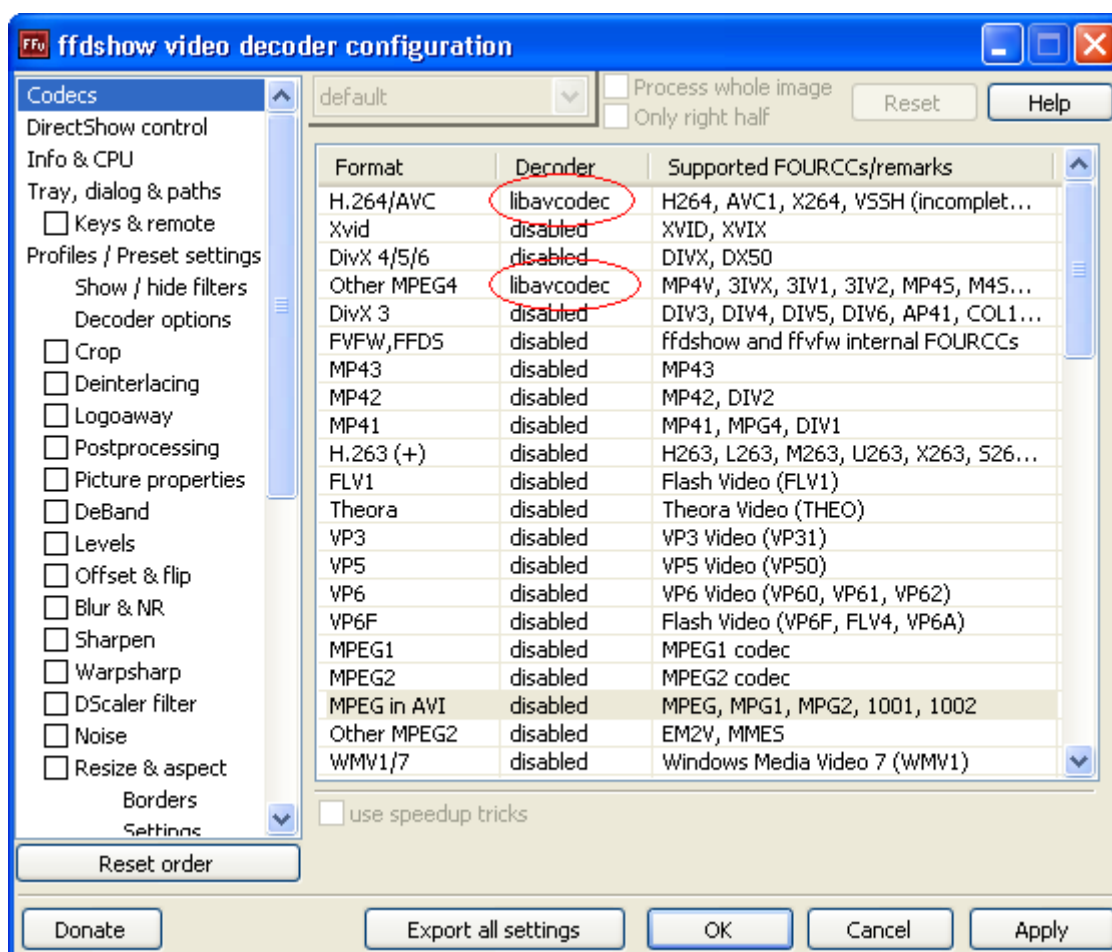 ffdshow video decoder configuration
Codecs
DirectShow control
Info & CPU
Tray, dialog & paths
Keys & remote
Profiles / Preset settings
Show / hide filters
Decoder options
Crop
Deinterlacing
Logoaway
Postprocessing
Picture properties
DeBand
Levels
Offset & flip
Blur & NR
Sharpen
Warpsharp
DScaler filter
Noise
Resize & aspect
Borders
Settings
Reset order
default
Process whole image
Only right half
Reset
Help
Format Decoder Supported FOURCCs/remarks
H.264/AVC libavcodec H264, AVC1, X264, VSSH (incomplet...
Xvid disabled XVID, XVIX
DivX 4/5/6 disabled DIVX, DX50
Other MPEG4 libavcodec MP4V, 3IVX, 3IV1, 3IV2, MP4S, M4S...
DivX 3 disabled DIV3, DIV4, DIV5, DIV6, AP41, COL1...
FVFW,FFDS disabled ffdshow and ffvfw internal FOURCCs
MP43 disabled MP43
MP42 disabled MP42, DIV2
MP41 disabled MP41, MPG4, DIV1
H.263 (+) disabled H263, L263, M263, U263, X263, S26...
FLV1 disabled Flash Video (FLV1)
Theora disabled Theora Video (THEO)
VP3 disabled VP3 Video (VP31)
VP5 disabled VP5 Video (VP50)
VP6 disabled VP6 Video (VP60, VP61, VP62)
VP6F disabled Flash Video (VP6F, FLV4, VP6A)
MPEG1 disabled MPEG1 codec
MPEG2 disabled MPEG2 codec
MPEG in AVI disabled MPEG, MPG1, MPG2, 1001, 1002
Other MPEG2 disabled EM2V, MMES
WMV1/7 disabled Windows Media Video 7 (WMV1)
use speedup tricks
Donate
Export all settings
OK
Cancel
Apply